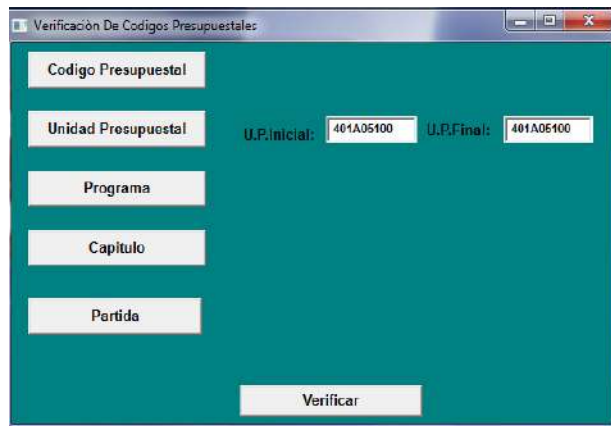 Verificaciòn De Codigos Presupuestales
Codigo Presupuestal
Unidad Presupuestal
U.P.Inicial: 401A05100 U.P.Final: 401A05100
Programa
Capitulo
Partida
Verificar